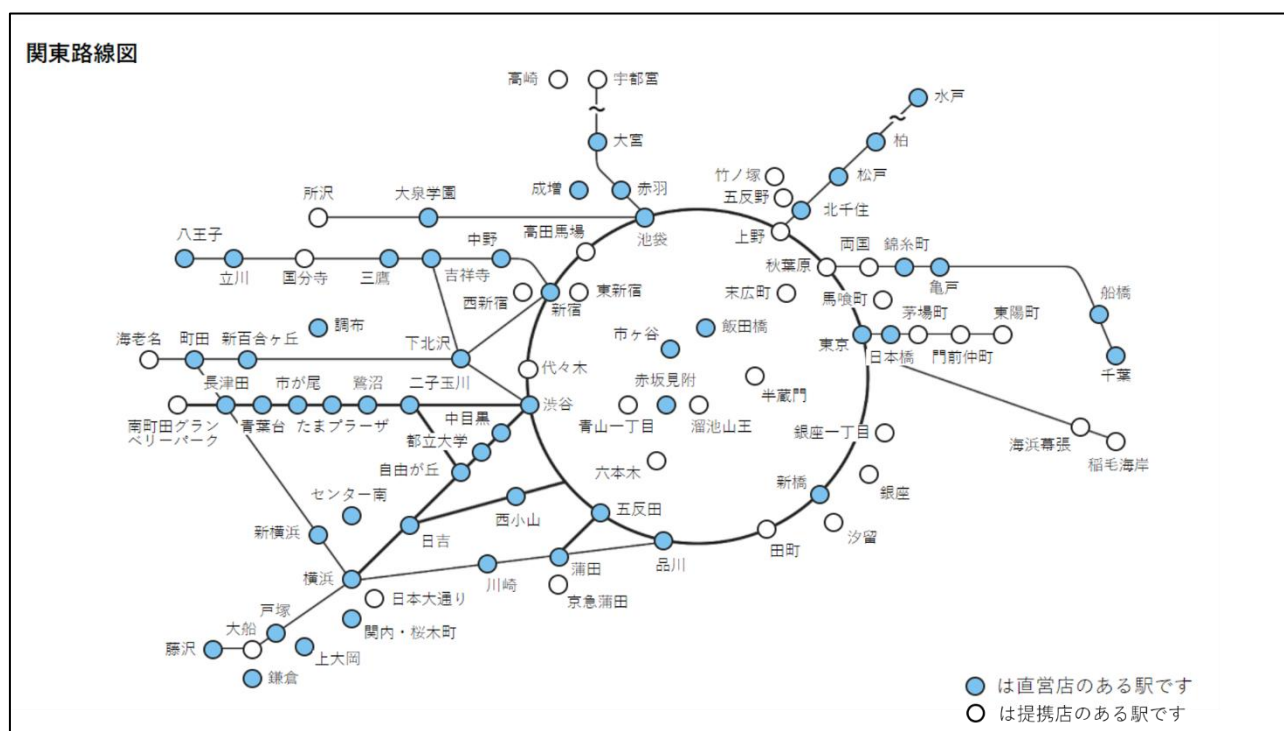 関東路線図
高崎
宇都宮
水戸
大宮
柏
竹ノ塚
松戸
所沢
大泉学園
成増
赤羽
五反野
北千住
八王子
高田馬場
池袋
上野
中野
両国
錦糸町
秋葉原
立川
国分寺
三鷹
吉祥寺
西新宿
新宿
東新宿
末広町
馬喰町
亀戸
船橋
調布
市ヶ谷
飯田橋
茅場町
東陽町
海老名
町田
新百合ヶ丘
下北沢
東京
日本橋
門前仲町
代々木
千葉
長津田
市が尾
鷺沼
二子玉川
赤坂見附
半蔵門
中目黒
渋谷
南町田グラン
ベリーパーク
青葉台
たまプラーザ
都立大学
青山一丁目
溜池山王
銀座一丁目
海浜幕張
稲毛海岸
自由が丘
六本木
銀座
センター南
新橋
西小山
五反田
新横浜
日吉
田町
汐留
横浜
川崎
蒲田
品川
日本大通り
京急蒲田
戸塚
関内・桜木町
大船
藤沢
上大岡
鎌倉
は直営店のある駅です
は提携店のある駅です